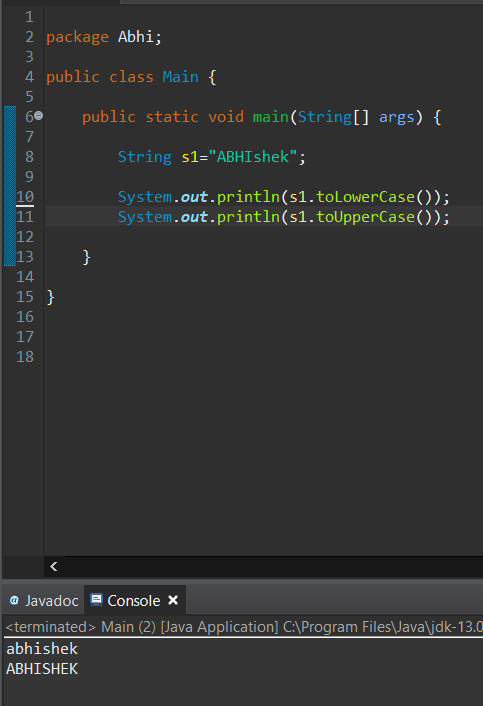 1
2 package Abhi;
3
4 public class Main {
5
6 public static void main(String[] args) {
7
8 String s1="ABHIshek";
9
10 System.out.println(s1.toLowerCase());
11 System.out.println(s1.toUpperCase());
12
13 }
14
15 }
16
17
18
@ Javadoc Console
<terminated> Main (2) [Java Application] C:\Program Files\Java\jdk-13.0
abhishek
ABHISHEK